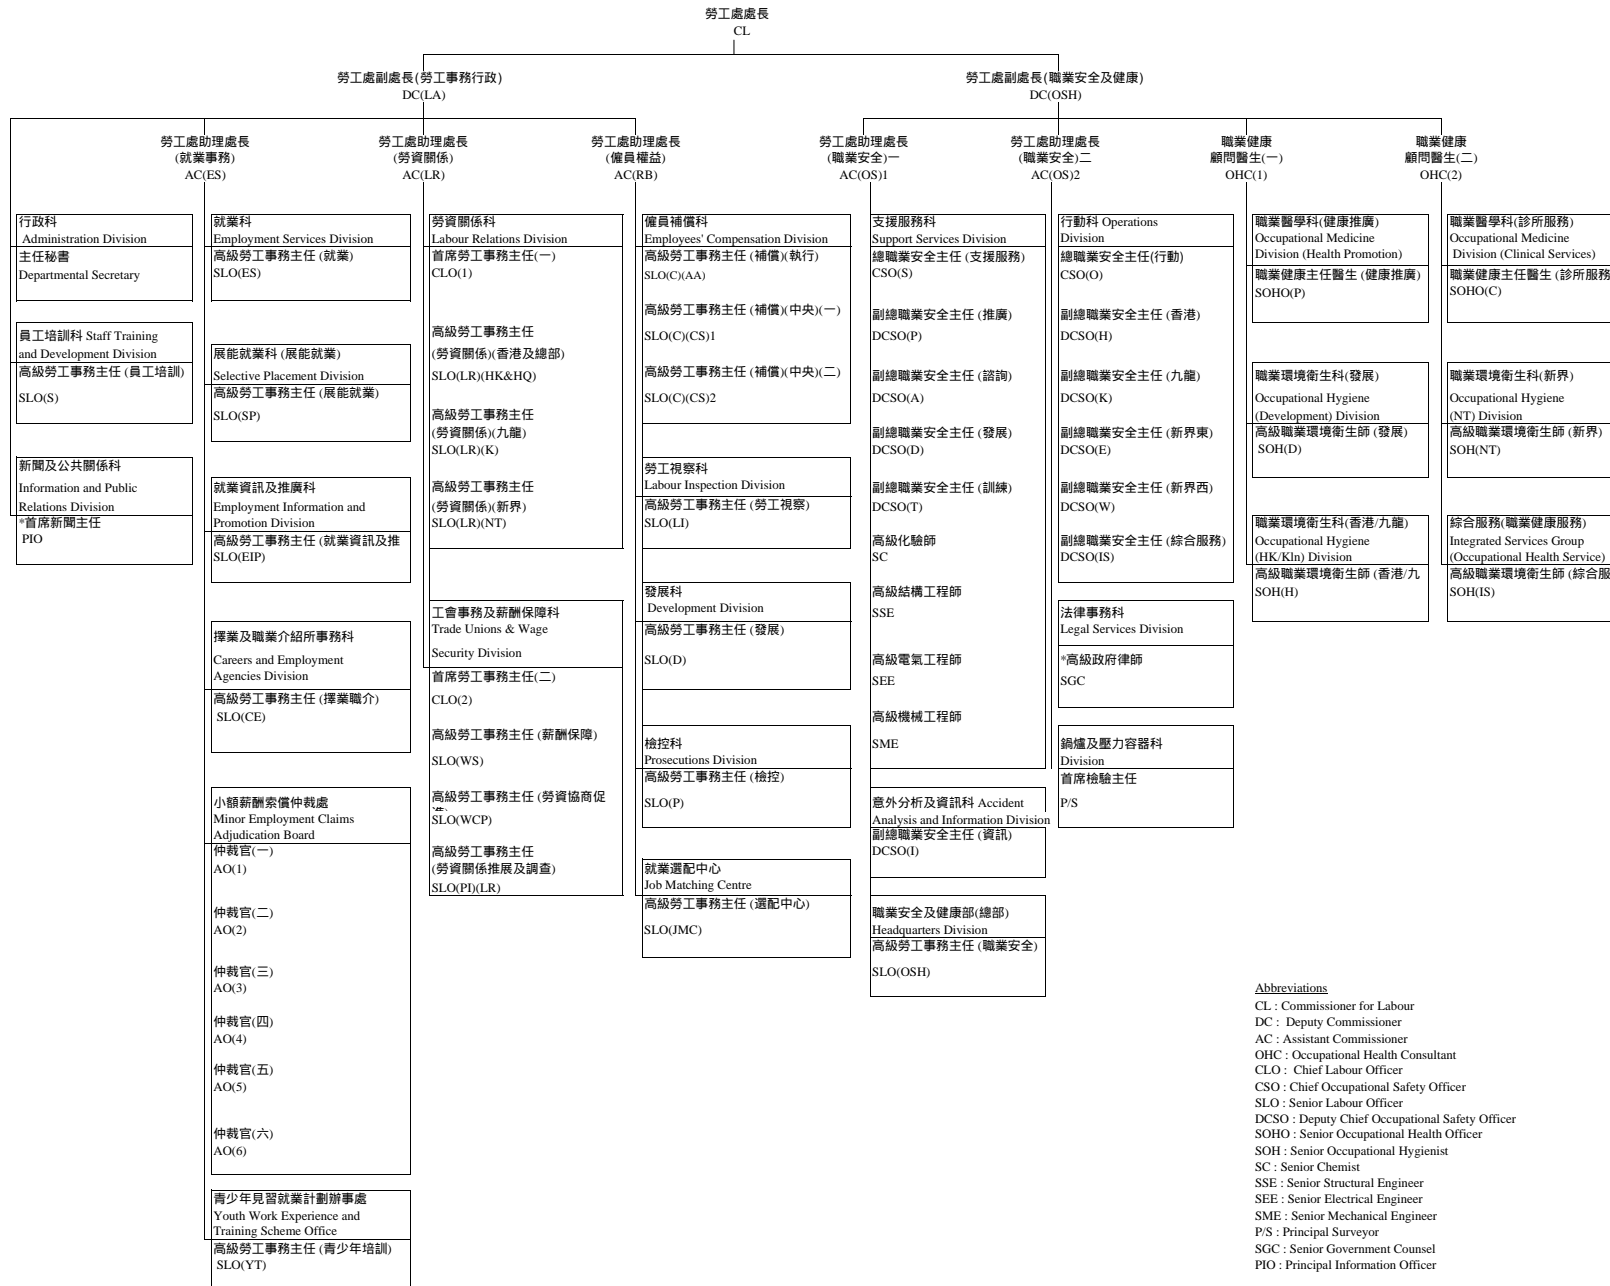 勞工處處長
CL
勞工處副處長(勞工事務行政)
DC(LA)
勞工處副處長(職業安全及健康)
DC(OSH)
勞工處助理處長
(就業事務)
AC(ES)
勞工處助理處長
(勞資關係)
AC(LR)
勞工處助理處長
(僱員權益)
AC(RB)
勞工處助理處長
(職業安全)一
AC(OS)1
勞工處助理處長
(職業安全)二
AC(OS)2
職業健康
顧問醫生(一)
OHC(1)
職業健康
顧問醫生(二)
OHC(2)
行政科
Administration Division
主任秘書
Departmental Secretary
員工培訓科 Staff Training
and Development Division
高級勞工事務主任 (員工培訓)
SLO(S)
新聞及公共關係科
Information and Public
Relations Division
*首席新聞主任
PIO
就業科
Employment Services Division
高級勞工事務主任 (就業)
SLO(ES)
展能就業科 (展能就業)
Selective Placement Division
高級勞工事務主任 (展能就業)
SLO(SP)
就業資訊及推廣科
Employment Information and
Promotion Division
高級勞工事務主任 (就業資訊及推
SLO(EIP)
擇業及職業介紹所事務科
Careers and Employment
Agencies Division
高級勞工事務主任 (擇業職介)
SLO(CE)
小額薪酬索償仲裁處
Minor Employment Claims
Adjudication Board
仲裁官(一)
AO(1)
仲裁官(二)
AO(2)
仲裁官(三)
AO(3)
仲裁官(四)
AO(4)
仲裁官(五)
AO(5)
仲裁官(六)
AO(6)
青少年見習就業計劃辦事處
Youth Work Experience and
Training Scheme Office
高級勞工事務主任 (青少年培訓)
SLO(YT)
勞資關係科
Labour Relations Division
首席勞工事務主任(一)
CLO(1)
高級勞工事務主任
(勞資關係)(香港及總部)
SLO(LR)(HK&HQ)
高級勞工事務主任
(勞資關係)(九龍)
SLO(LR)(K)
高級勞工事務主任
(勞資關係)(新界)
SLO(LR)(NT)
工會事務及薪酬保障科
Trade Unions & Wage
Security Division
首席勞工事務主任(二)
CLO(2)
高級勞工事務主任 (薪酬保障)
SLO(WS)
高級勞工事務主任 (勞資協商促
SLO(WCP)
高級勞工事務主任
(勞資關係推展及調查)
SLO(PI)(LR)
僱員補償科
Employees' Compensation Division
高級勞工事務主任 (補償)(執行)
SLO(C)(AA)
高級勞工事務主任 (補償)(中央)(一)
SLO(C)(CS)1
高級勞工事務主任 (補償)(中央)(二)
SLO(C)(CS)2
勞工視察科
Labour Inspection Division
高級勞工事務主任 (勞工視察)
SLO(LI)
發展科
Development Division
高級勞工事務主任 (發展)
SLO(D)
檢控科
Prosecutions Division
高級勞工事務主任 (檢控)
SLO(P)
就業選配中心
Job Matching Centre
高級勞工事務主任 (選配中心)
SLO(JMC)
支援服務科
Support Services Division
總職業安全主任 (支援服務)
CSO(S)
副總職業安全主任 (推廣)
DCSO(P)
副總職業安全主任 (諮詢)
DCSO(A)
副總職業安全主任 (發展)
DCSO(D)
副總職業安全主任 (訓練)
DCSO(T)
高級化驗師
SC
高級結構工程師
SSE
高級電氣工程師
SEE
高級機械工程師
SME
意外分析及資訊科 Accident
Analysis and Information Division
副總職業安全主任 (資訊)
DCSO(I)
職業安全及健康部(總部)
Headquarters Division
高級勞工事務主任 (職業安全)
SLO(OSH)
行動科 Operations
Division
總職業安全主任(行動)
CSO(O)
副總職業安全主任 (香港)
DCSO(H)
副總職業安全主任 (九龍)
DCSO(K)
副總職業安全主任 (新界東)
DCSO(E)
副總職業安全主任 (新界西)
DCSO(W)
副總職業安全主任 (綜合服務)
DCSO(IS)
法律事務科
Legal Services Division
*高級政府律師
SGC
鍋爐及壓力容器科
Division
首席檢驗主任
P/S
職業醫學科(健康推廣)
Occupational Medicine
Division (Health Promotion)
職業健康主任醫生 (健康推廣)
SOHO(P)
職業環境衛生科(發展)
Occupational Hygiene
(Development) Division
高級職業環境衛生師 (發展)
SOH(D)
職業環境衛生科(香港/九龍)
Occupational Hygiene
(HK/Kln) Division
高級職業環境衛生師 (香港/九
SOH(H)
職業醫學科(診所服務)
Occupational Medicine
Division (Clinical Services)
職業健康主任醫生 (診所服務
SOHO(C)
職業環境衛生科(新界)
Occupational Hygiene
(NT) Division
高級職業環境衛生師 (新界)
SOH(NT)
綜合服務(職業健康服務)
Integrated Services Group
(Occupational Health Service)
高級職業環境衛生師 (綜合服
SOH(IS)
Abbreviations
CL : Commissioner for Labour
DC : Deputy Commissioner
AC : Assistant Commissioner
OHC : Occupational Health Consultant
CLO : Chief Labour Officer
CSO : Chief Occupational Safety Officer
SLO : Senior Labour Officer
DCSO : Deputy Chief Occupational Safety Officer
SOHO : Senior Occupational Health Officer
SOH : Senior Occupational Hygienist
SC : Senior Chemist
SSE : Senior Structural Engineer
SEE : Senior Electrical Engineer
SME : Senior Mechanical Engineer
P/S : Principal Surveyor
SGC : Senior Government Counsel
PIO : Principal Information Officer